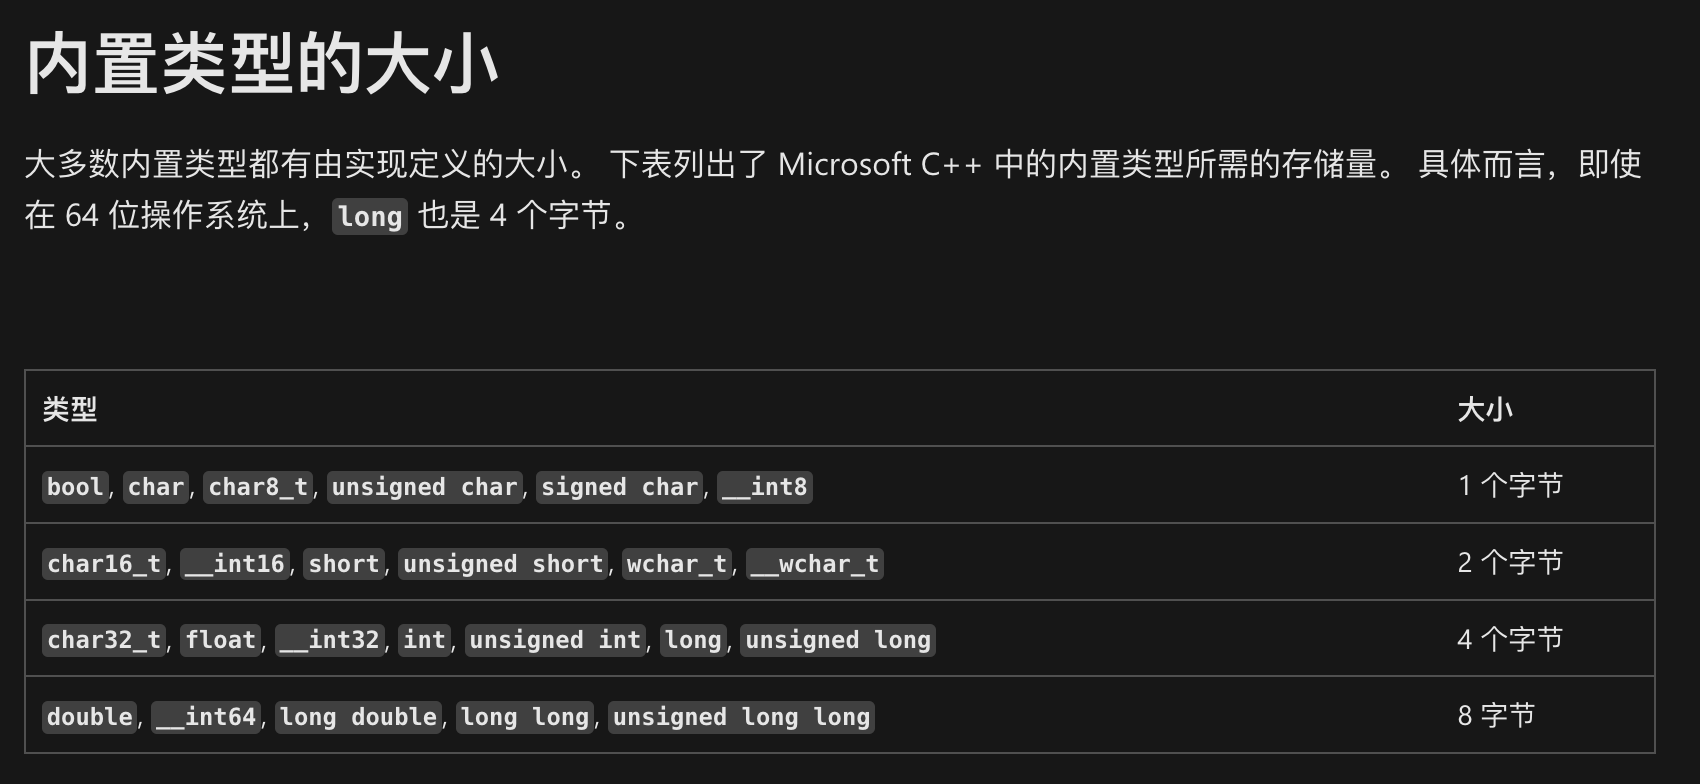 内置类型的大小
大多数内置类型都有由实现定义的大小。 下表列出了 Microsoft C++ 中的内置类型所需的存储量。 具体而言，即使
在 64 位操作系统上，long 也是 4 个字节。
类型 大小
bool, char, char8_t, unsigned char, signed char, __int8 1 个字节
char16_t, __int16, short, unsigned short, wchar_t, __wchar_t 2 个字节
char32_t, float, __int32, int, unsigned int, long, unsigned long 4 个字节
double, __int64, long double, long long, unsigned long long 8 字节